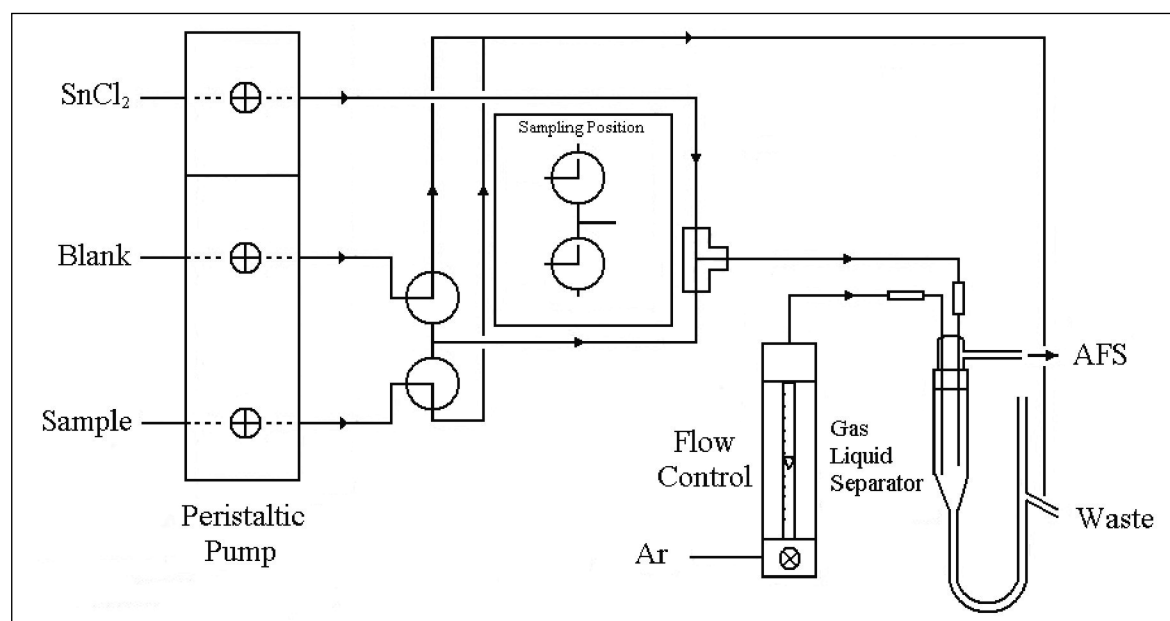 SnCl₂
Sampling Position
Blank
Sample
Peristaltic
Pump
Flow
Control
Gas
Liquid
Separator
AFS
Ar
Waste